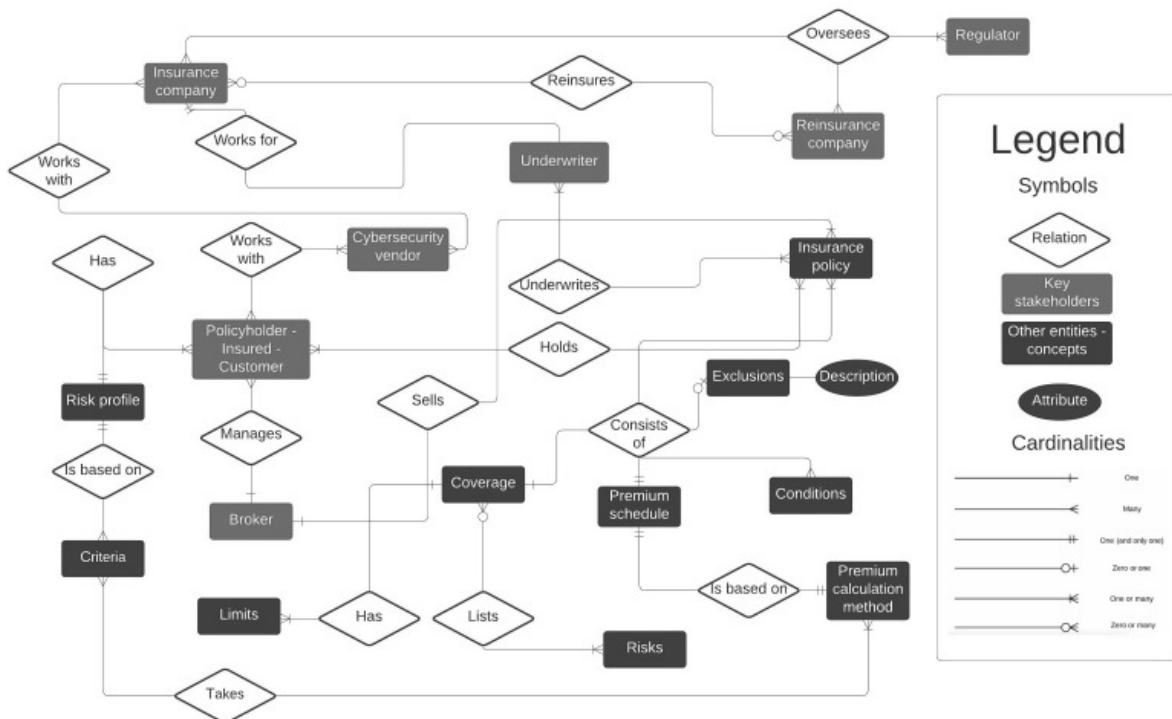 Oversees
Regulator
Insurance
company
Reinsures
Reinsurance
company
Works for
Works
with
Underwriter
Legend
Symbols
Relation
Key
stakeholders
Other entities -
concepts
Attribute
Cardinalities
One
Many
One (and only one)
Zero or one
One or many
Zero or many
Has
Works
with
Cybersecurity
vendor
Underwrites
Insurance
policy
Policyholder -
Insured -
Customer
Holds
Exclusions
Description
Risk profile
Sells
Manages
Consists
of
Is based on
Coverage
Premium
schedule
Conditions
Broker
Criteria
Is based on
Premium
calculation
method
Limits
Has
Lists
Risks
Takes